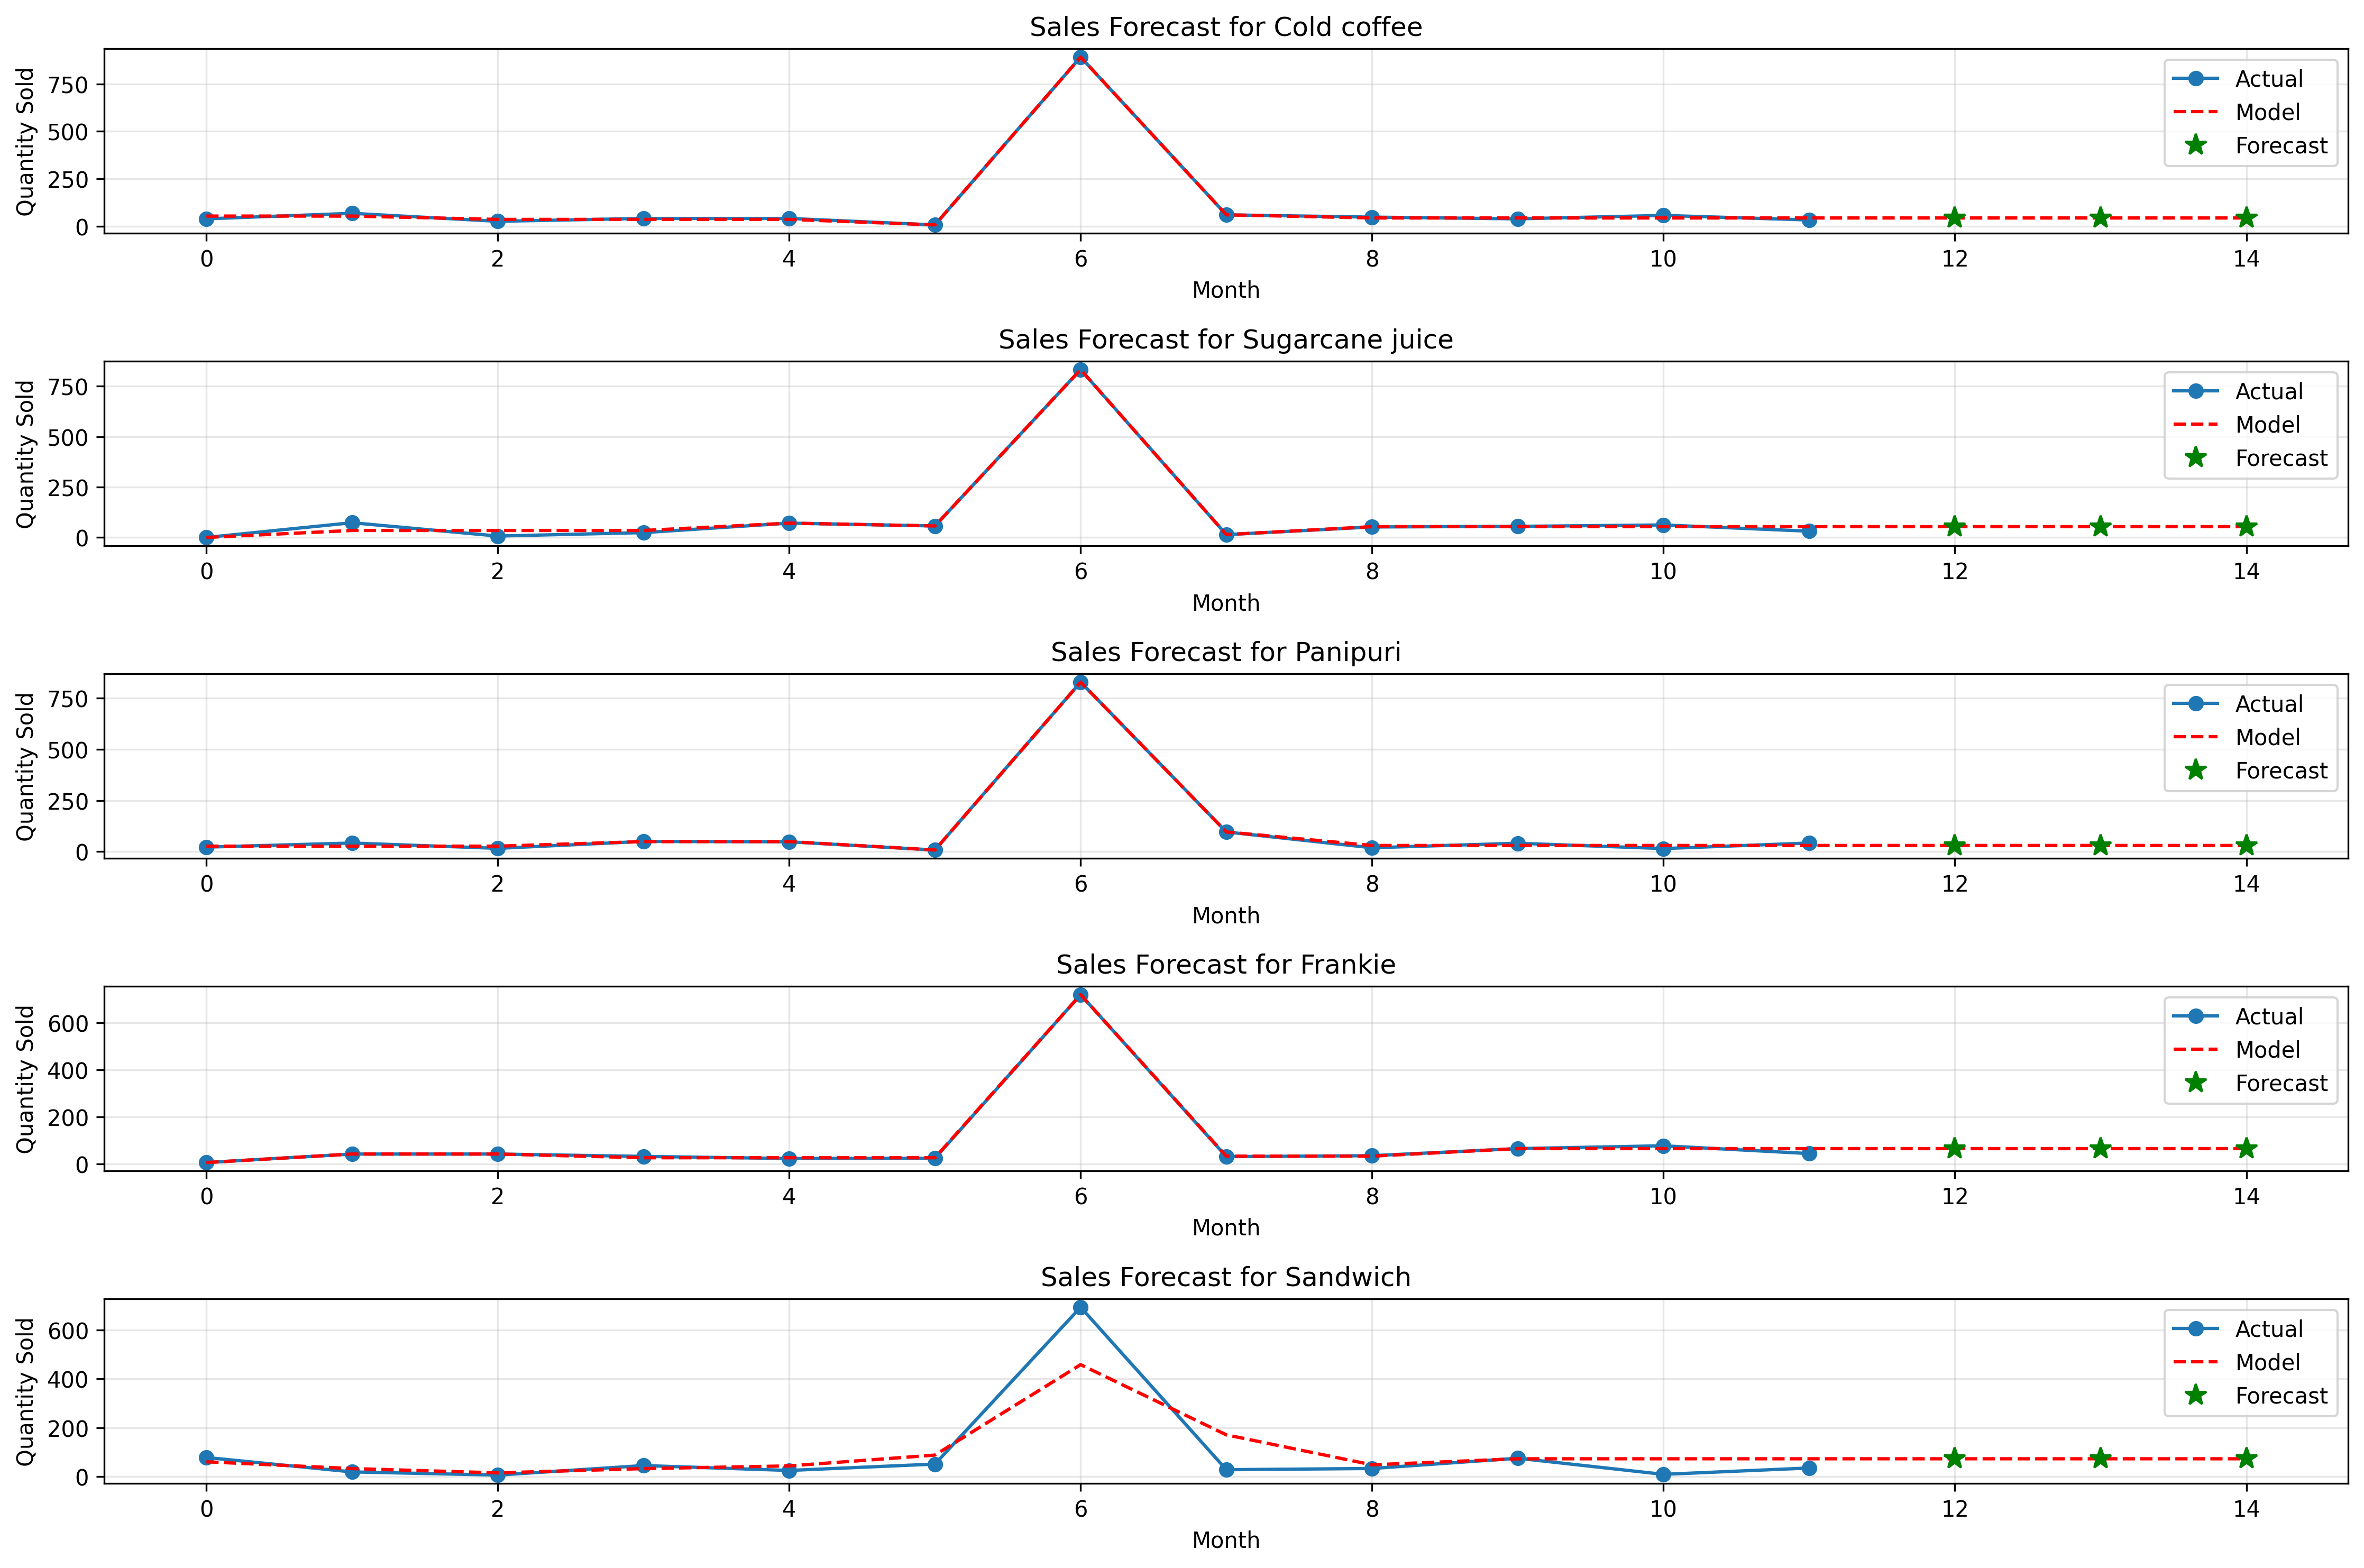 Sales Forecast for Cold coffee
Quantity Sold
750
500
250
0
Actual
Model
Forecast
0 2 4 6 8 10 12 14
Month
Sales Forecast for Sugarcane juice
Quantity Sold
750
500
250
0
Actual
Model
Forecast
0 2 4 6 8 10 12 14
Month
Sales Forecast for Panipuri
Quantity Sold
750
500
250
0
Actual
Model
Forecast
0 2 4 6 8 10 12 14
Month
Sales Forecast for Frankie
Quantity Sold
600
400
200
0
Actual
Model
Forecast
0 2 4 6 8 10 12 14
Month
Sales Forecast for Sandwich
Quantity Sold
600
400
200
0
Actual
Model
Forecast
0 2 4 6 8 10 12 14
Month